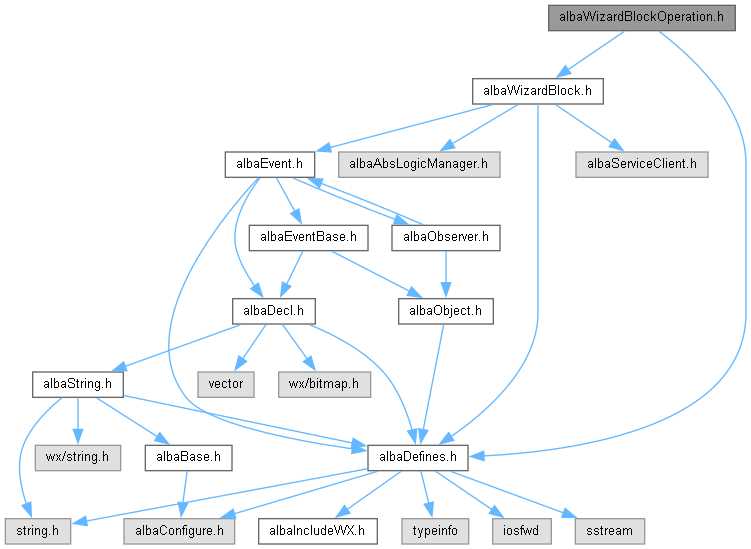 albaWizardBlockOperation.h
albaWizardBlock.h
albaEvent.h
albaAbsLogicManager.h
albaServiceClient.h
albaEventBase.h
albaObserver.h
albaDecl.h
albaObject.h
albaString.h
vector
wx/bitmap.h
wx/string.h
albaBase.h
albaDefines.h
string.h
albaConfigure.h
albaIncludeWX.h
typeinfo
iosfwd
sstream